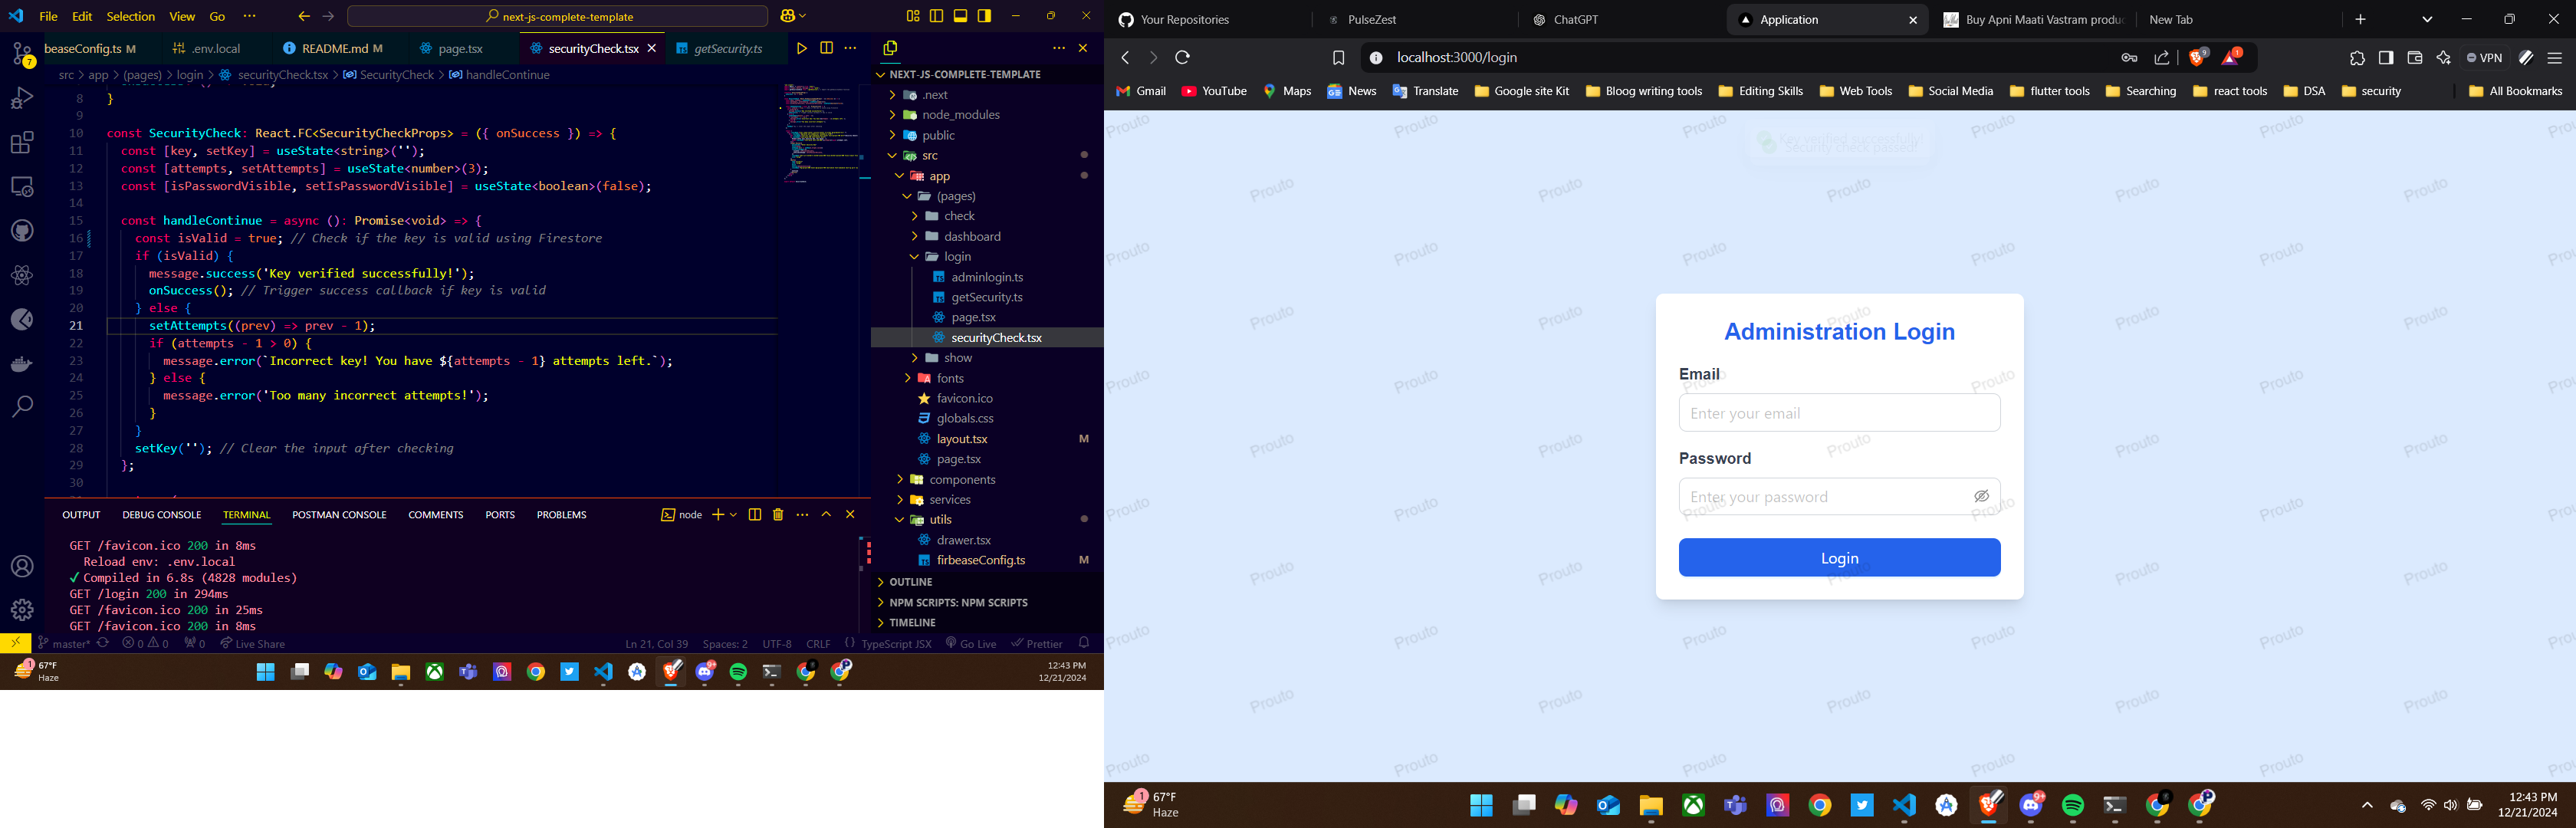 File Edit Selection View Go ··· next-js-complete-template
beaseConfig.ts M .env.local README.md M page.tsx securityCheck.tsx getSecurity.ts
src > app > (pages) > login > securityCheck.tsx > SecurityCheck > handleContinue
8 }
9
10 const SecurityCheck: React.FC<SecurityCheckProps> = ({ onSuccess }) => {
11 const [key, setKey] = useState<string>('');
12 const [attempts, setAttempts] = useState<number>(3);
13 const [isPasswordVisible, setIsPasswordVisible] = useState<boolean>(false);
14
15 const handleContinue = async (): Promise<void> => {
16 const isValid = true; // Check if the key is valid using Firestore
17 if (isValid) {
18 message.success('Key verified successfully!');
19 onSuccess(); // Trigger success callback if key is valid
20 } else {
21 setAttempts((prev) => prev - 1);
22 if (attempts - 1 > 0) {
23 message.error(`Incorrect key! You have ${attempts - 1} attempts left.`);
24 } else {
25 message.error('Too many incorrect attempts!');
26 }
27 }
28 setKey(''); // Clear the input after checking
29 };
30
OUTPUT DEBUG CONSOLE TERMINAL POSTMAN CONSOLE COMMENTS PORTS PROBLEMS node
GET /favicon.ico 200 in 8ms
Reload env: .env.local
✓ Compiled in 6.8s (4828 modules)
GET /login 200 in 294ms
GET /favicon.ico 200 in 25ms
GET /favicon.ico 200 in 8ms
NEXT-JS-COMPLETE-TEMPLATE
.next
node_modules
public
src
app
(pages)
check
dashboard
login
adminlogin.ts
getSecurity.ts
page.tsx
securityCheck.tsx
show
fonts
favicon.ico
globals.css
layout.tsx M
page.tsx
components
services
utils
drawer.tsx
firbeaseConfig.ts M
OUTLINE
NPM SCRIPTS: NPM SCRIPTS
TIMELINE
7
master* 0 0 0 Live Share Ln 21, Col 39 Spaces: 2 UTF-8 CRLF {} TypeScript JSX Go Live Prettier
1 67°F
Haze
9+
12:43 PM
12/21/2024
Your Repositories PulseZest ChatGPT Application Buy Apni Maati Vastram produ New Tab
localhost:3000/login 9 1 VPN
Gmail YouTube Maps News Translate Google site Kit Bloog writing tools Editing Skills Web Tools Social Media flutter tools Searching react tools DSA security All Bookmarks
Key verified successfully!
Security check passed!
Administration Login
Email
Enter your email
Password
Enter your password
Login
Prouto
1 67°F
Haze
9+
12:43 PM
12/21/2024